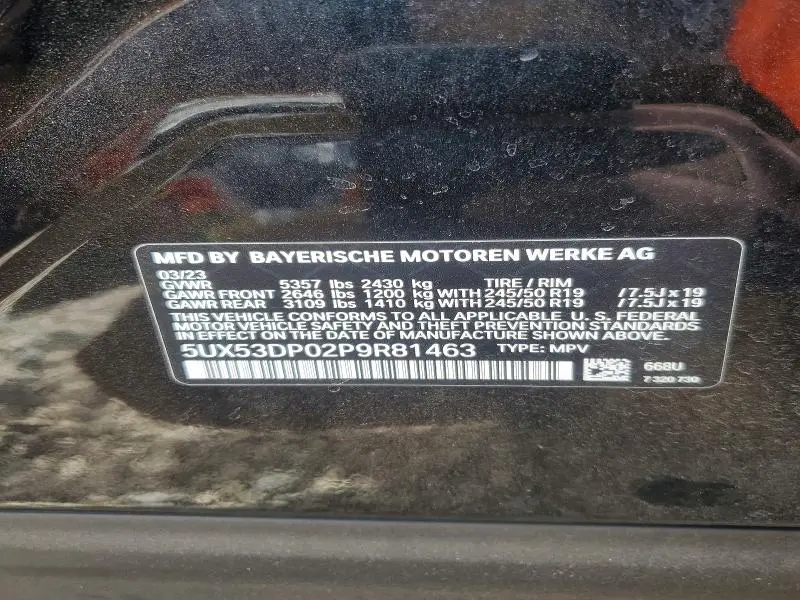 MFD BY BAYERISCHE MOTOREN WERKE AG
03/23
GVWR 5357 lbs 2430 kg TIRE / RIM
GAWR FRONT 2646 lbs 1200 kg WITH 245/50 R19 /7.5J x 19
GAWR REAR 3109 lbs 1410 kg WITH 245/50 R19 /7.5J x 19
THIS VEHICLE CONFORMS TO ALL APPLICABLE U. S. FEDERAL
MOTOR VEHICLE SAFETY AND THEFT PREVENTION STANDARDS
IN EFFECT ON THE DATE OF MANUFACTURE SHOWN ABOVE.
5UX53DP02P9R81463 TYPE: MPV
668U
7 320 730